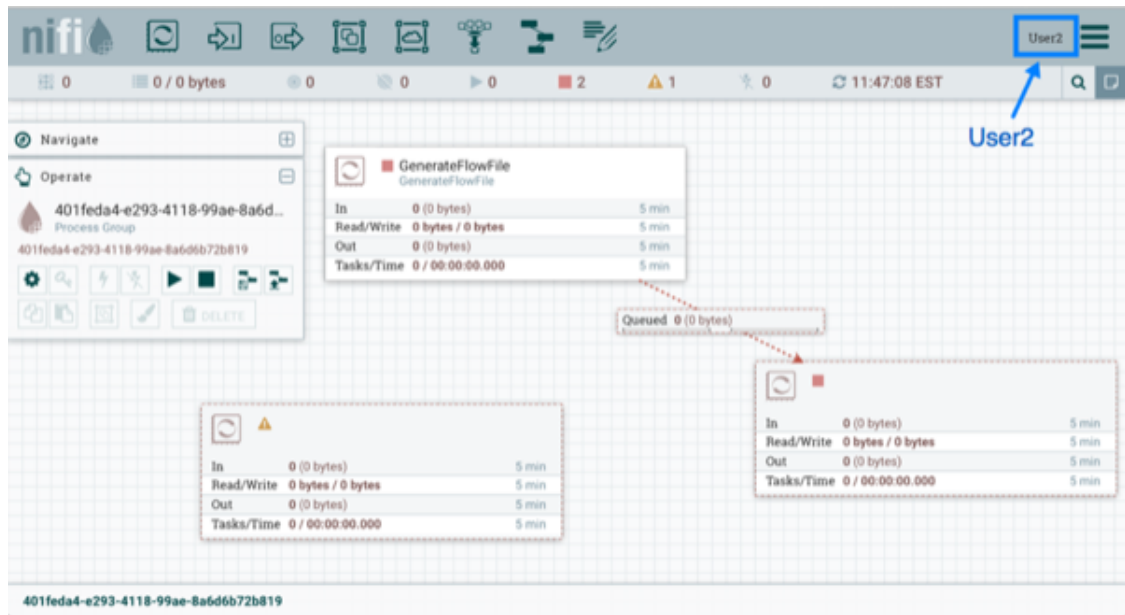 nifi
User2
0
0 / 0 bytes
0
0
0
2
1
0
11:47:08 EST
User2
Navigate
Operate
401feda4-e293-4118-99ae-8a6d...
Process Group
401feda4-e293-4118-99ae-8a6d6b72b819
DELETE
GenerateFlowFile
GenerateFlowFile
In 0 (0 bytes) 5 min
Read/Write 0 bytes / 0 bytes 5 min
Out 0 (0 bytes) 5 min
Tasks/Time 0 / 00:00:00.000 5 min
Queued 0 (0 bytes)
In 0 (0 bytes) 5 min
Read/Write 0 bytes / 0 bytes 5 min
Out 0 (0 bytes) 5 min
Tasks/Time 0 / 00:00:00.000 5 min
In 0 (0 bytes) 5 min
Read/Write 0 bytes / 0 bytes 5 min
Out 0 (0 bytes) 5 min
Tasks/Time 0 / 00:00:00.000 5 min
401feda4-e293-4118-99ae-8a6d6b72b819